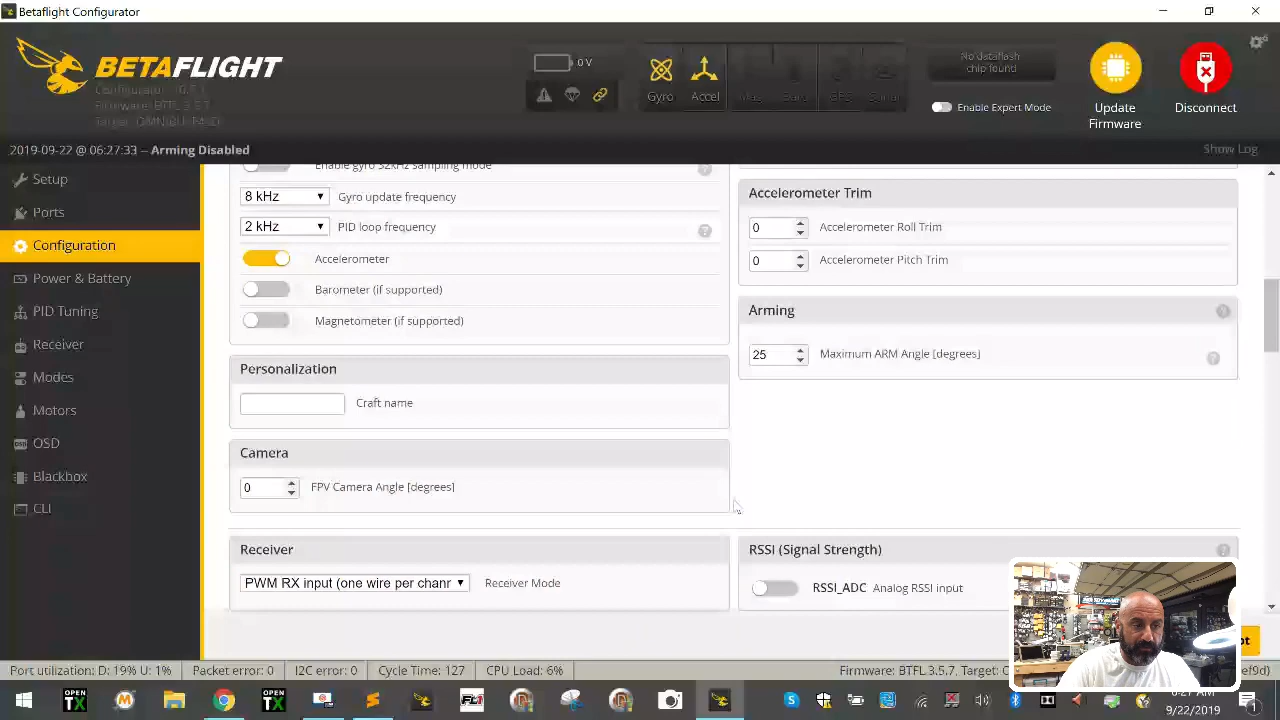 Betaflight Configurator
BETAFLIGHT
0 V
Gyro
Accel
No dataflash
chip found
Enable Expert Mode
Update
Firmware
Disconnect
2019-09-22 @ 06:27:33 -- Arming Disabled
Show Log
Setup
Ports
Configuration
Power & Battery
PID Tuning
Receiver
Modes
Motors
OSD
Blackbox
CLI
Enable gyro 32kHz sampling mode
8 kHz Gyro update frequency
2 kHz PID loop frequency
Accelerometer
Barometer (if supported)
Magnetometer (if supported)
Personalization
Craft name
Camera
0 FPV Camera Angle [degrees]
Receiver
PWM RX input (one wire per chanr Receiver Mode
Accelerometer Trim
0 Accelerometer Roll Trim
0 Accelerometer Pitch Trim
Arming
25 Maximum ARM Angle [degrees]
RSSI (Signal Strength)
RSSI_ADC Analog RSSI input
Port utilization: D: 19% U: 1% Packet error: 0 I2C error: 0 Cycle Time: 127 CPU Load: 6% Firmware: BTFL 3.5.7, Target:
OPEN
TX
OPEN
TX
9/22/2019